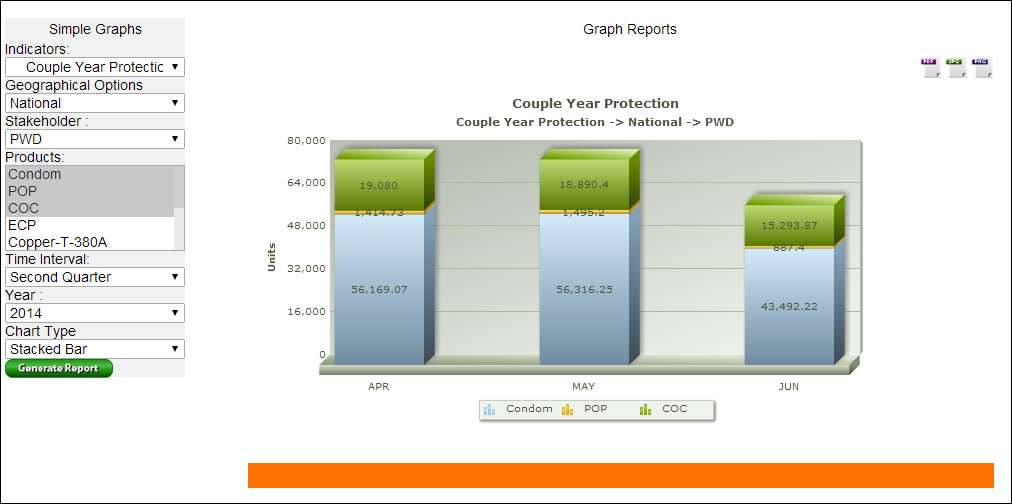 Simple Graphs
Indicators:
Couple Year Protectic
Geographical Options
National
Stakeholder :
PWD
Products:
Condom
POP
COC
ECP
Copper-T-380A
Time Interval:
Second Quarter
Year :
2014
Chart Type
Stacked Bar
Generate Report
Graph Reports
PDF JPG PNG
Couple Year Protection
Couple Year Protection -> National -> PWD
Units
80,000
64,000
48,000
32,000
16,000
0
19,080
1,414.73
56,169.07
18,890.4
1,495.2
56,316.25
15,293.87
887.4
43,492.22
APR MAY JUN
Condom POP COC